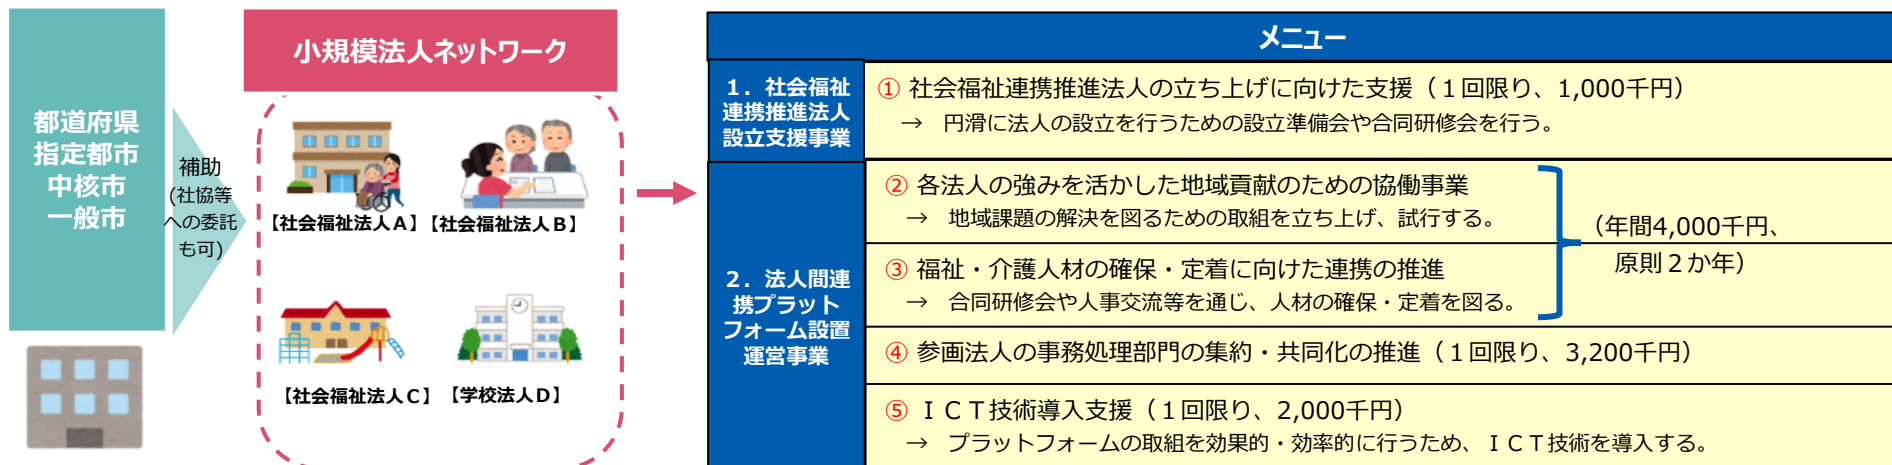 都道府県
指定都市
中核市
一般市
補助
(社協等
への委託
も可)
小規模法人ネットワーク
【社会福祉法人A】
【社会福祉法人B】
【社会福祉法人C】
【学校法人D】
メニュー
1．社会福祉
連携推進法人
設立支援事業
① 社会福祉連携推進法人の立ち上げに向けた支援（１回限り、1,000千円）
→ 円滑に法人の設立を行うための設立準備会や合同研修会を行う。
2．法人間連
携プラット
フォーム設置
運営事業
② 各法人の強みを活かした地域貢献のための協働事業
→ 地域課題の解決を図るための取組を立ち上げ、試行する。
③ 福祉・介護人材の確保・定着に向けた連携の推進
→ 合同研修会や人事交流等を通じ、人材の確保・定着を図る。
（年間4,000千円、
原則２か年）
④ 参画法人の事務処理部門の集約・共同化の推進（１回限り、3,200千円）
⑤ ＩＣＴ技術導入支援（１回限り、2,000千円）
→ プラットフォームの取組を効果的・効率的に行うため、ＩＣＴ技術を導入する。